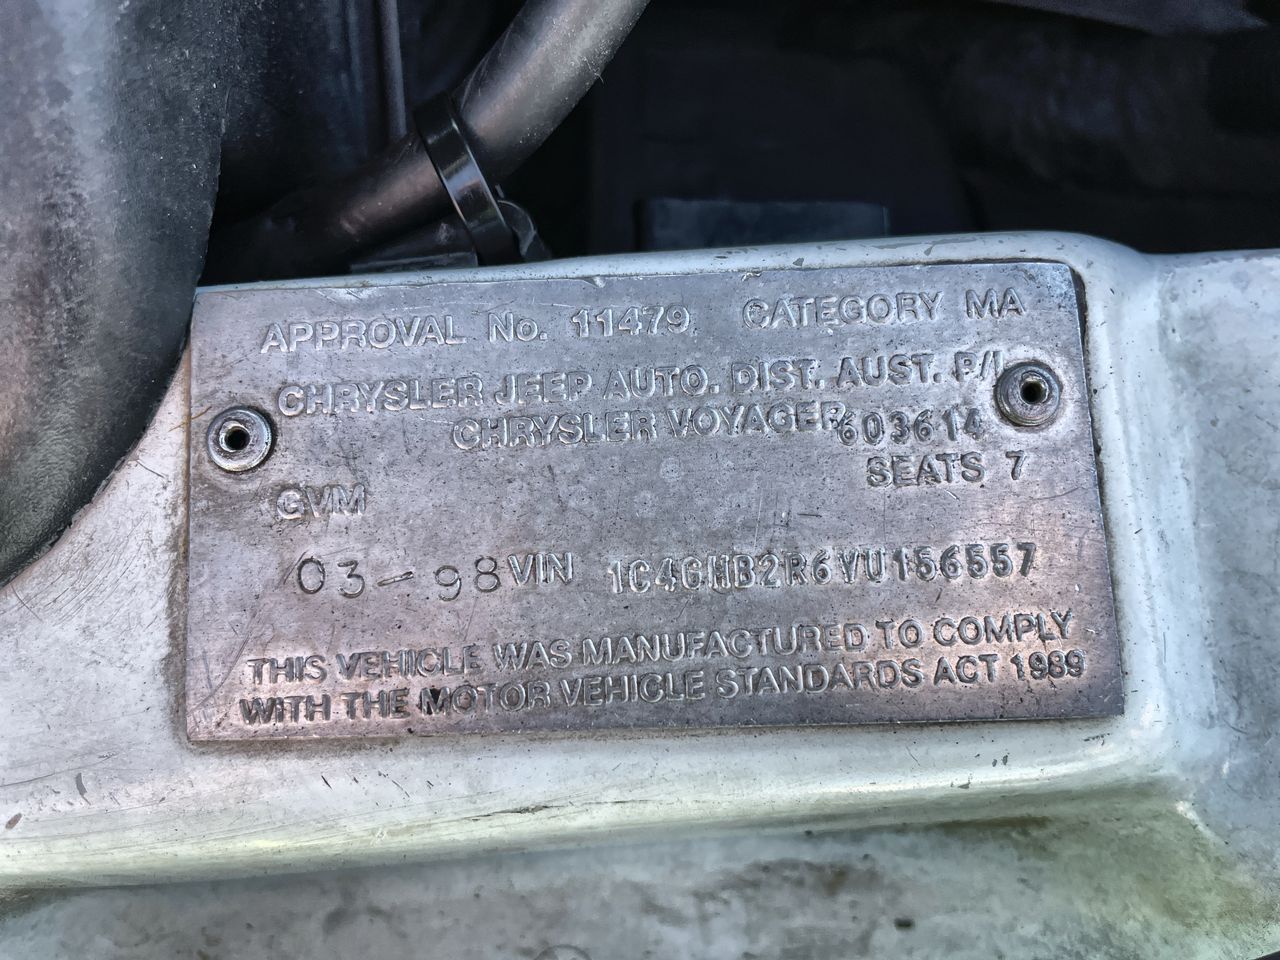 APPROVAL No. 11479 CATEGORY MA
CHRYSLER JEEP AUTO. DIST. AUST. P/L
CHRYSLER VOYAGER 603614
SEATS 7
GVM
03-98 VIN 1C4GHB2R6YU156557
THIS VEHICLE WAS MANUFACTURED TO COMPLY
WITH THE MOTOR VEHICLE STANDARDS ACT 1989